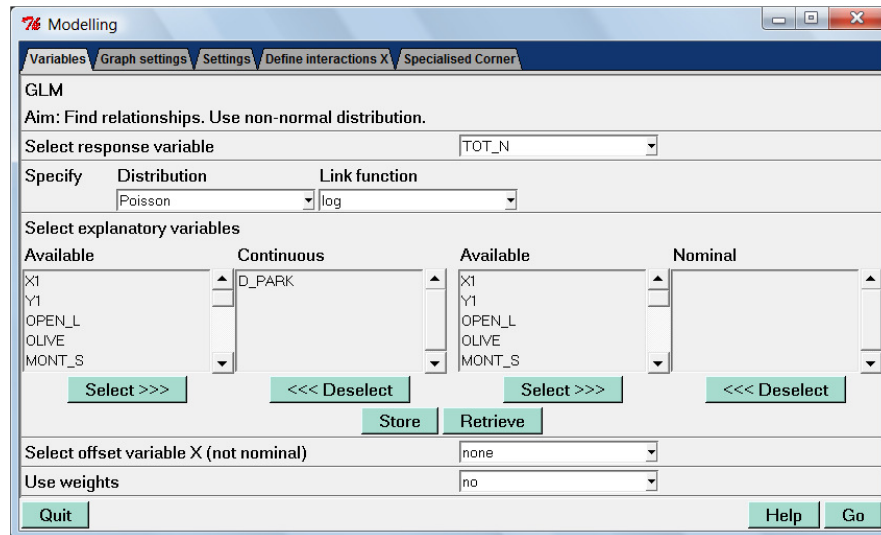 Modelling
Variables Graph settings Settings Define interactions X Specialised Corner
GLM
Aim: Find relationships. Use non-normal distribution.
Select response variable TOT_N
Specify Distribution Link function
Poisson log
Select explanatory variables
Available Continuous Available Nominal
X1 D_PARK X1
Y1 Y1
OPEN_L OPEN_L
OLIVE OLIVE
MONT_S MONT_S
Select >>> <<< Deselect Select >>> <<< Deselect
Store Retrieve
Select offset variable X (not nominal) none
Use weights no
Quit Help Go